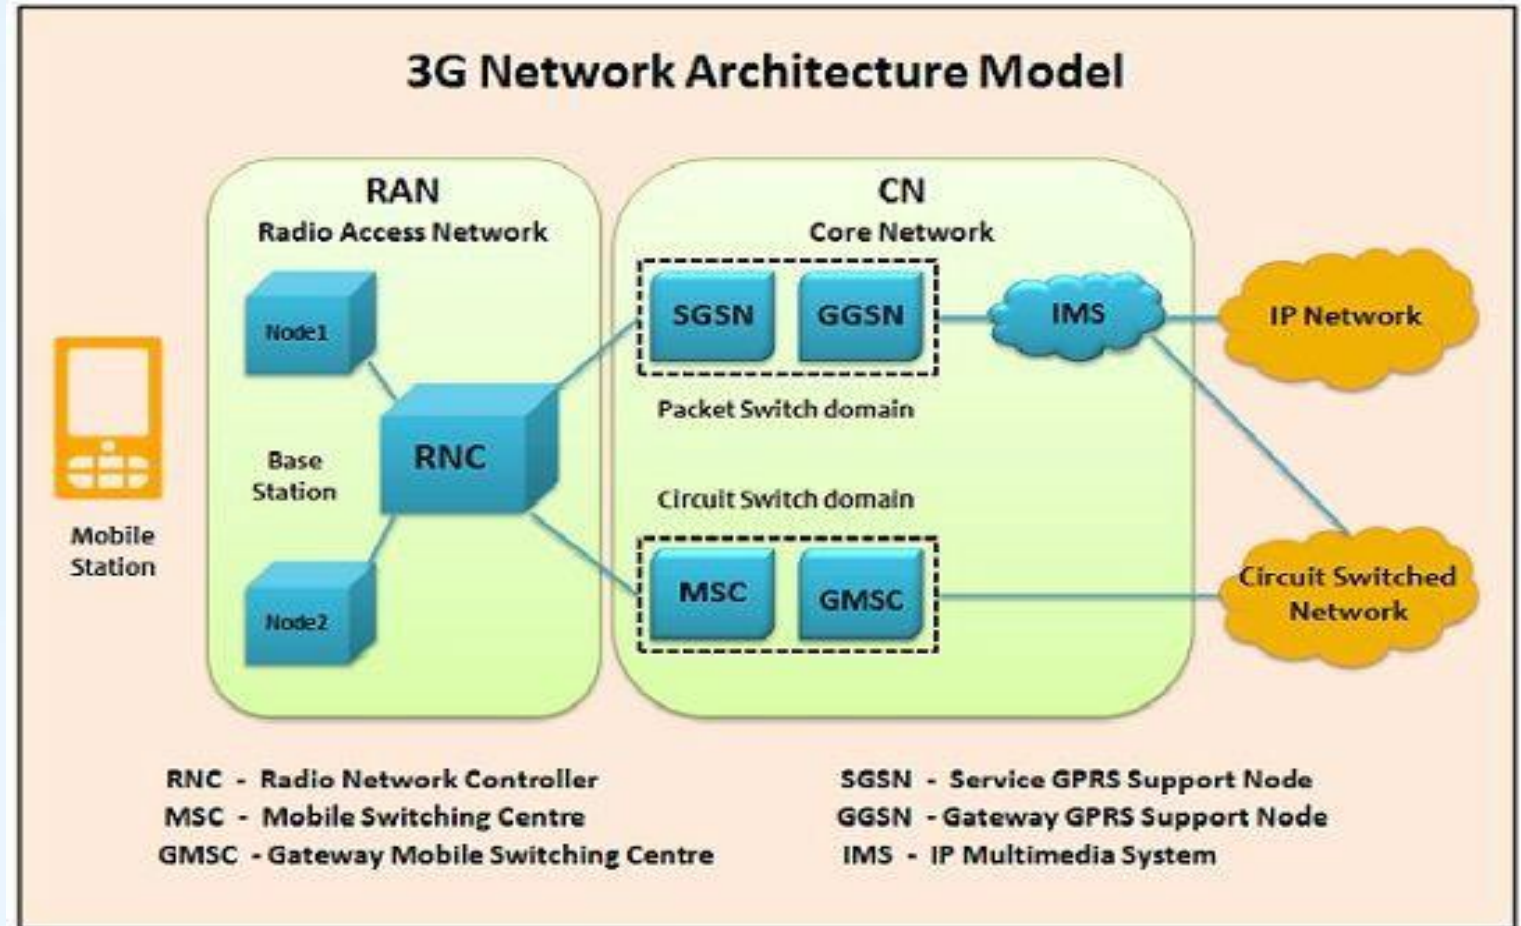 3G Network Architecture Model
RAN
Radio Access Network
CN
Core Network
Node1
SGSN
GGSN
IMS
IP Network
Packet Switch domain
Base
Station
RNC
Circuit Switch domain
Mobile
Station
MSC
GMSC
Circuit Switched
Network
Node2
RNC - Radio Network Controller
MSC - Mobile Switching Centre
GMSC - Gateway Mobile Switching Centre
SGSN - Service GPRS Support Node
GGSN - Gateway GPRS Support Node
IMS - IP Multimedia System